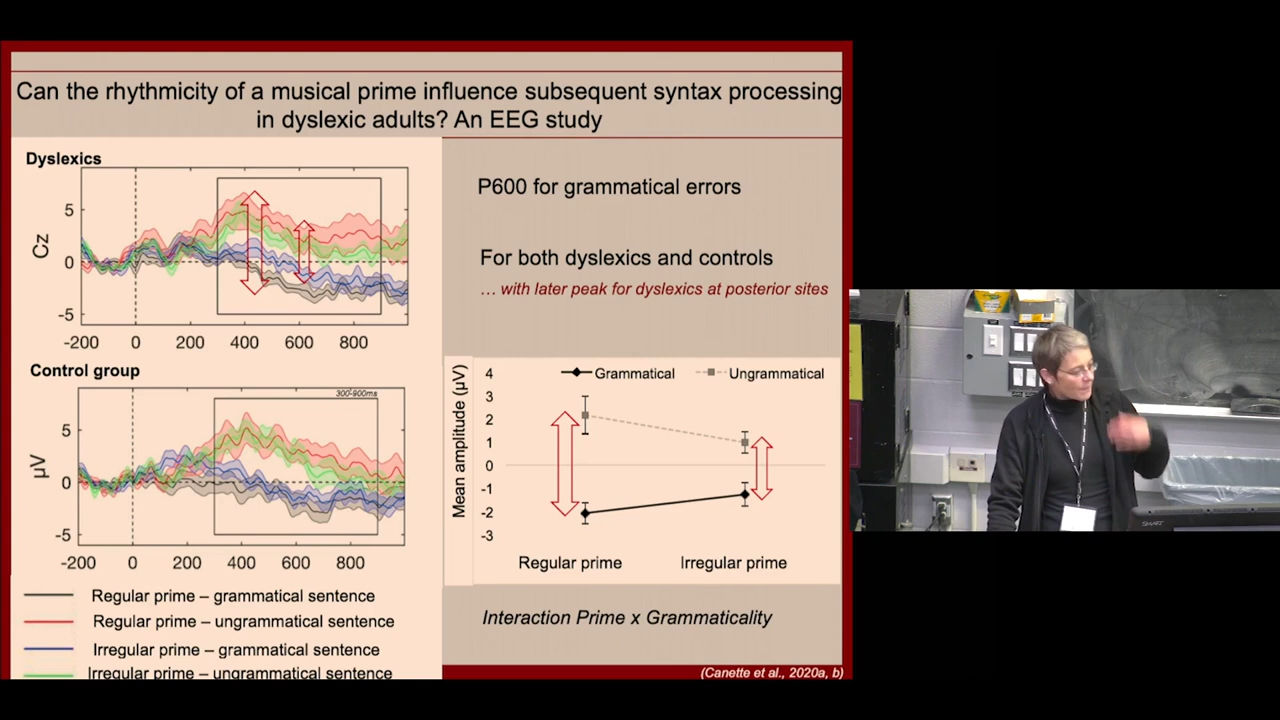 Can the rhythmicity of a musical prime influence subsequent syntax processing
in dyslexic adults? An EEG study
Dyslexics
5
0
-5
Cz
-200 0 200 400 600 800
Control group
300-900ms
5
0
-5
µV
-200 0 200 400 600 800
Regular prime – grammatical sentence
Regular prime – ungrammatical sentence
Irregular prime – grammatical sentence
Irregular prime – ungrammatical sentence
P600 for grammatical errors
For both dyslexics and controls
… with later peak for dyslexics at posterior sites
Mean amplitude (µV)
Grammatical Ungrammatical
4
3
2
1
0
-1
-2
-3
Regular prime Irregular prime
Interaction Prime x Grammaticality
(Canette et al., 2020a, b)
SMART